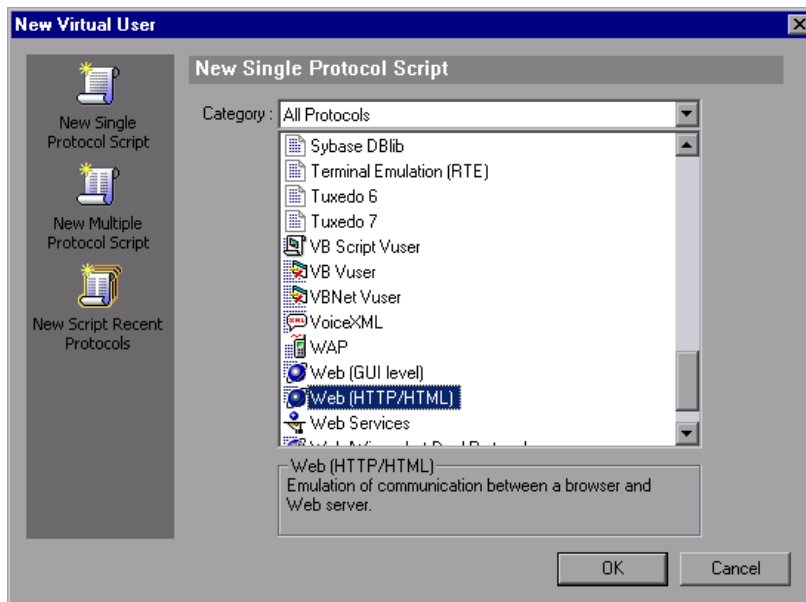 New Virtual User
New Single
Protocol Script
New Multiple
Protocol Script
New Script Recent
Protocols
New Single Protocol Script
Category :
All Protocols
Sybase DBlib
Terminal Emulation (RTE)
Tuxedo 6
Tuxedo 7
VB Script Vuser
VB Vuser
VBNet Vuser
VoiceXML
WAP
Web (GUI level)
Web (HTTP/HTML)
Web Services
Web (HTTP/HTML)
Emulation of communication between a browser and
Web server.
OK
Cancel